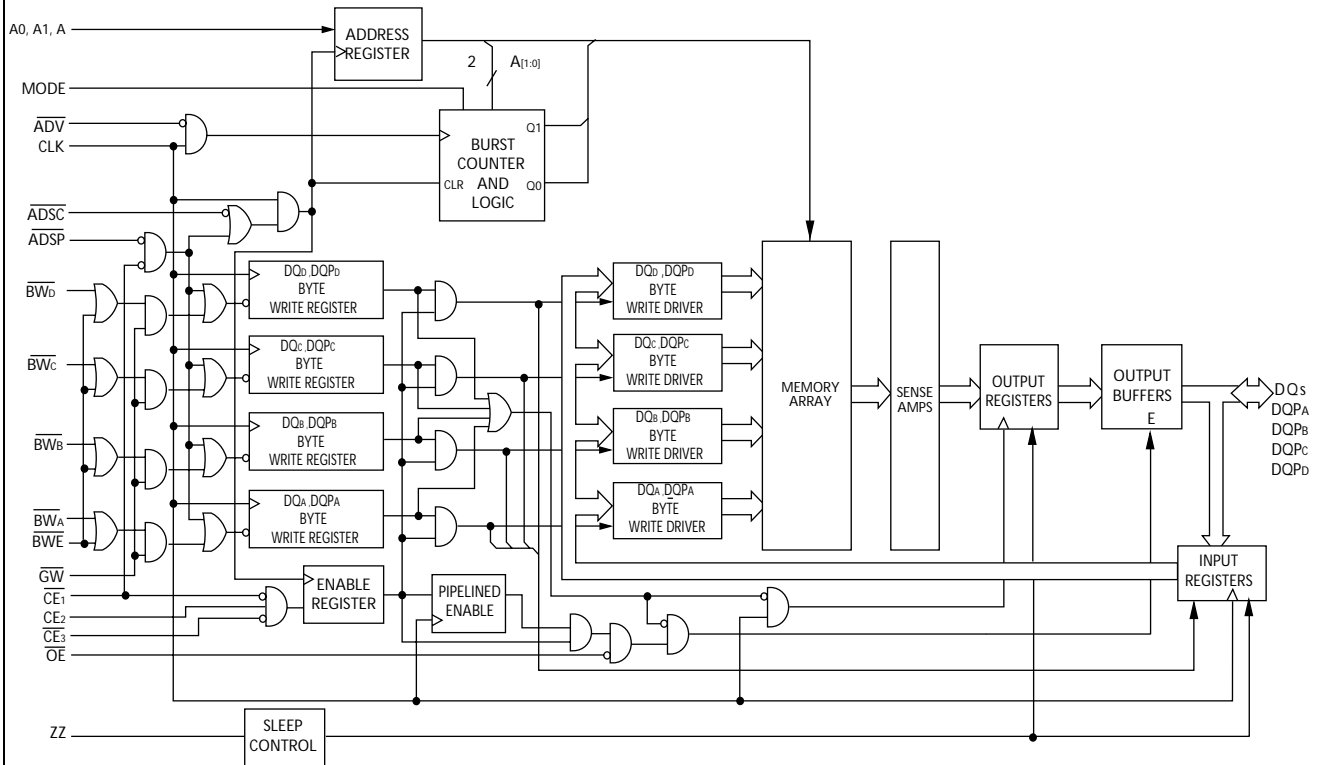 A0, A1, A
ADDRESS
REGISTER
2
A[1:0]
MODE
ADV
CLK
BURST
COUNTER
AND
LOGIC
CLR
Q1
Q0
ADSC
ADSP
BWD
DQD ,DQPD
BYTE
WRITE REGISTER
DQD ,DQPD
BYTE
WRITE DRIVER
BWC
DQC ,DQPC
BYTE
WRITE REGISTER
DQC ,DQPC
BYTE
WRITE DRIVER
MEMORY
ARRAY
SENSE
AMPS
OUTPUT
REGISTERS
OUTPUT
BUFFERS
E
DQs
DQPA
DQPB
DQPC
DQPD
BWB
DQB ,DQPB
BYTE
WRITE REGISTER
DQB ,DQPB
BYTE
WRITE DRIVER
BWA
BWE
DQA ,DQPA
BYTE
WRITE REGISTER
DQA ,DQPA
BYTE
WRITE DRIVER
GW
CE1
CE2
CE3
OE
ENABLE
REGISTER
PIPELINED
ENABLE
INPUT
REGISTERS
ZZ
SLEEP
CONTROL